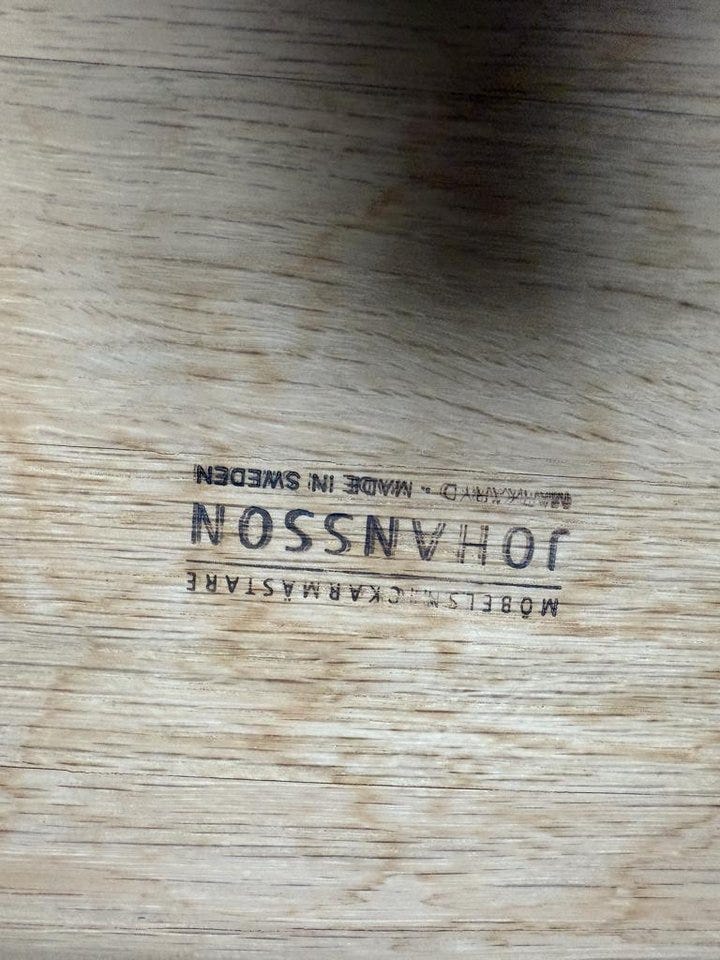 MÖBELSNICKARMÄSTARE
JOHANSSON
MARKARYD - MADE IN SWEDEN